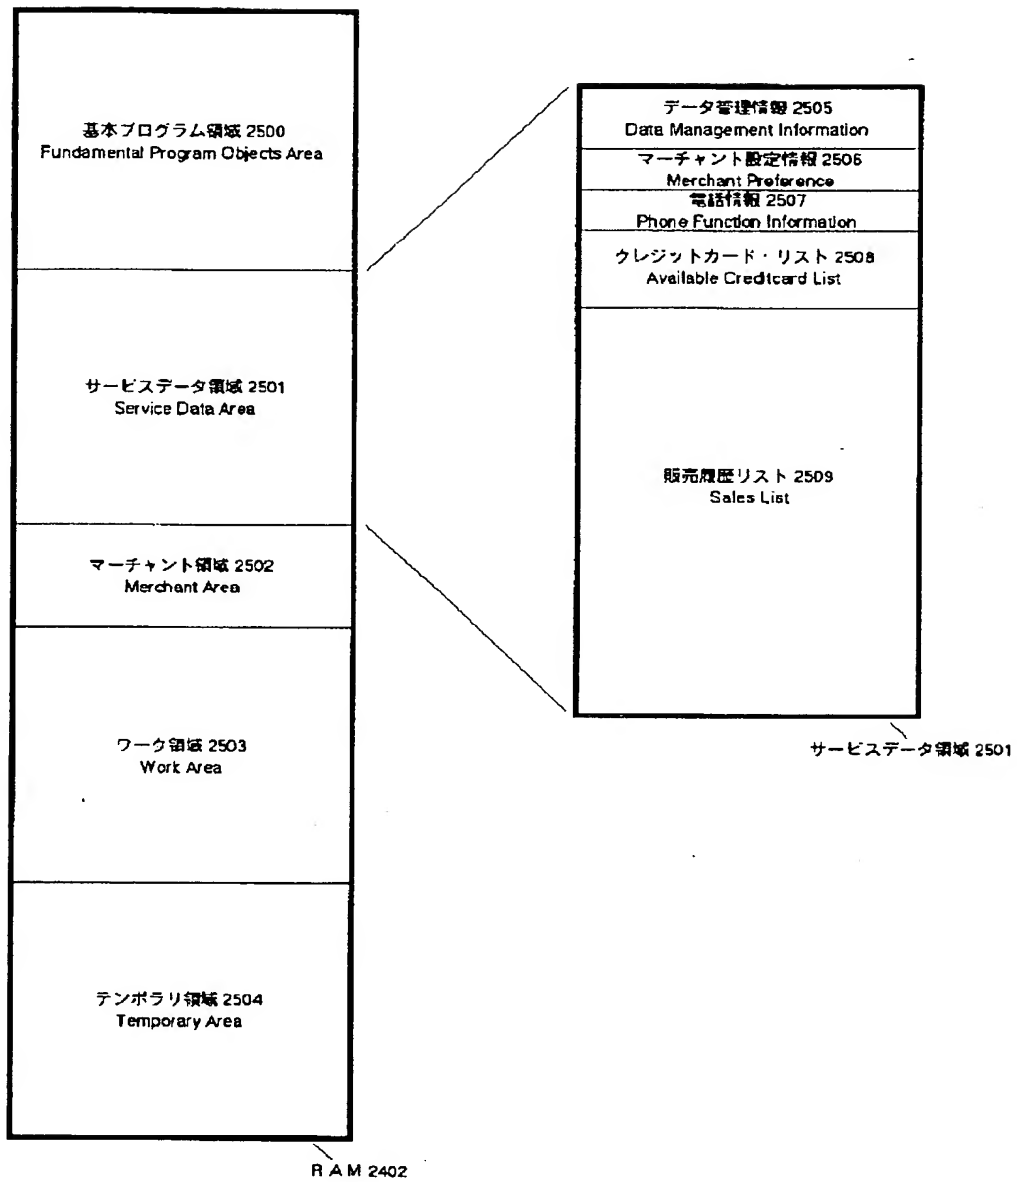 基本プログラム領域 2500
Fundamental Program Objects Area
サービスデータ領域 2501
Service Data Area
マーチャント領域 2502
Merchant Area
ワーク領域 2503
Work Area
テンポラリ領域 2504
Temporary Area
RAM 2402
データ管理情報 2505
Data Management Information
マーチャント設定情報 2506
Merchant Preference
電話情報 2507
Phone Function Information
クレジットカード・リスト 2508
Available Creditcard List
販売履歴リスト 2509
Sales List
サービスデータ領域 2501